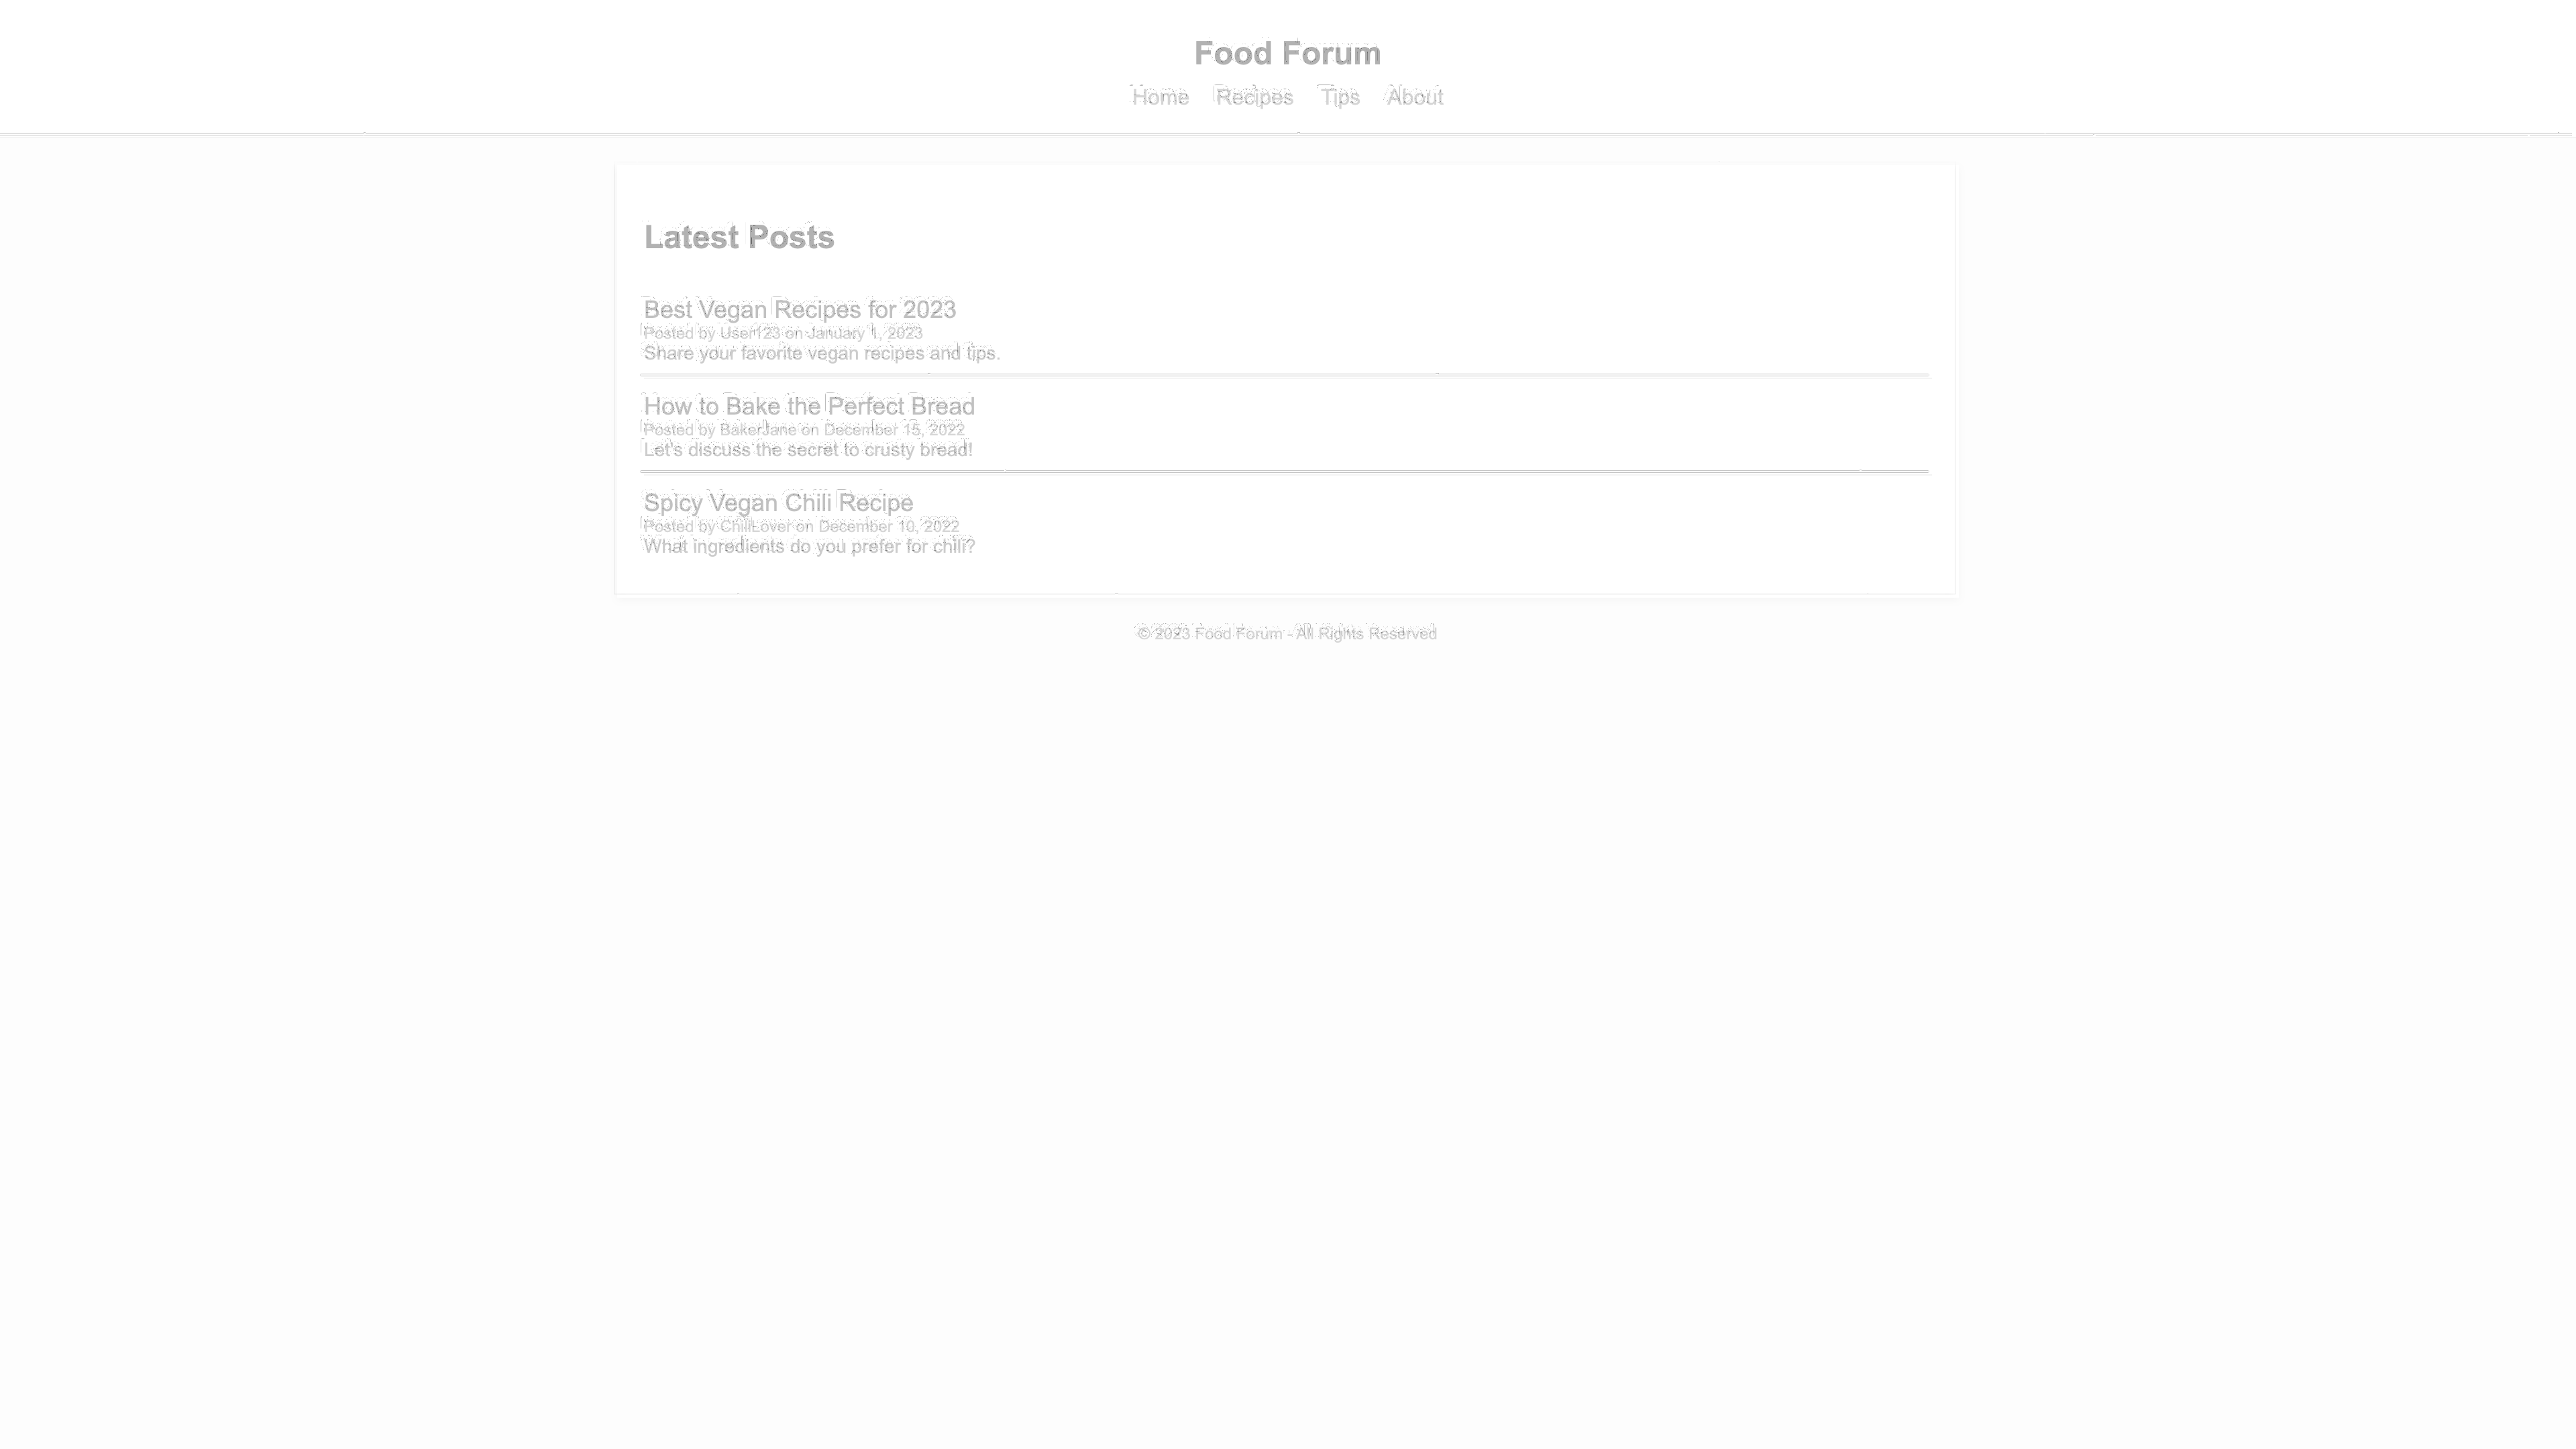 Food Forum
Home Recipes Tips About
Latest Posts
Best Vegan Recipes for 2023
Posted by User123 on January 1, 2023
Share your favorite vegan recipes and tips.
How to Bake the Perfect Bread
Posted by BakerJane on December 15, 2022
Let's discuss the secret to crusty bread!
Spicy Vegan Chili Recipe
Posted by ChiliLover on December 10, 2022
What ingredients do you prefer for chili?
© 2023 Food Forum - All Rights Reserved